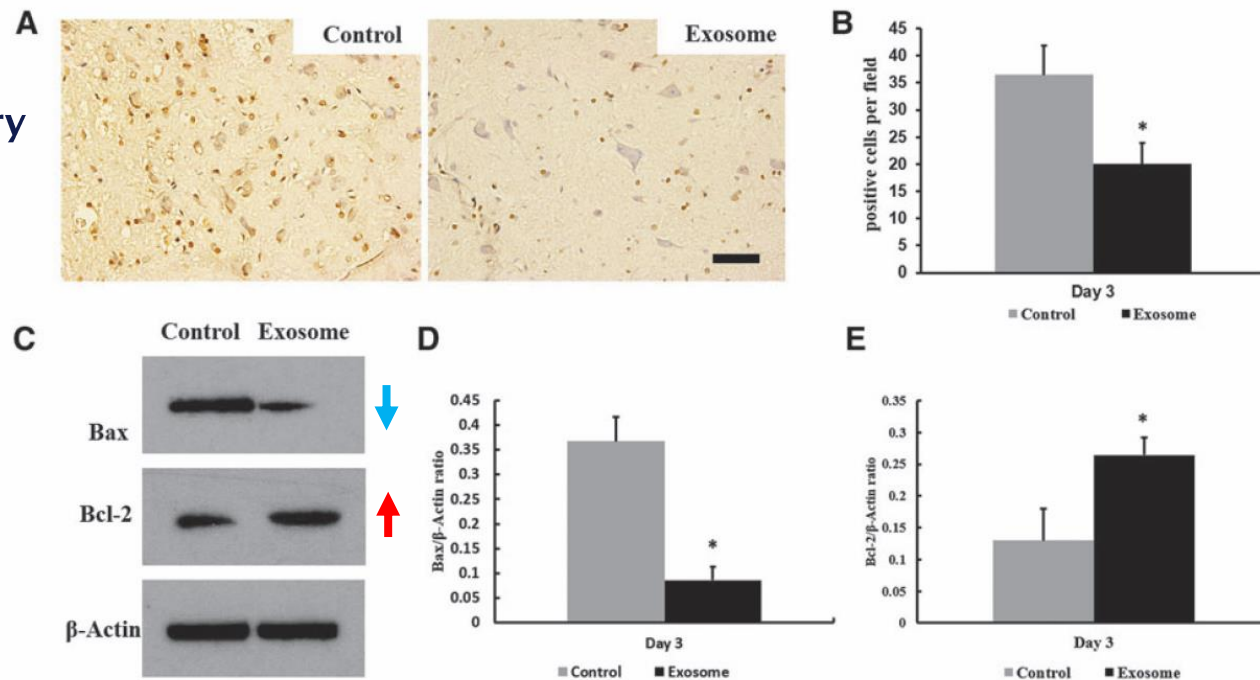 A
Control
Exosome
ry
B
45
40
35
30
25
20
15
10
5
0
positive cells per field
*
Day 3
Control Exosome
C
Control Exosome
Bax
Bcl-2
β-Actin
D
0.45
0.4
0.35
0.3
0.25
0.2
0.15
0.1
0.05
0
Bax/β-Actin ratio
*
Day 3
Control Exosome
E
0.35
0.3
0.25
0.2
0.15
0.1
0.05
0
Bcl-2/β-Actin ratio
*
Day 3
Control Exosome